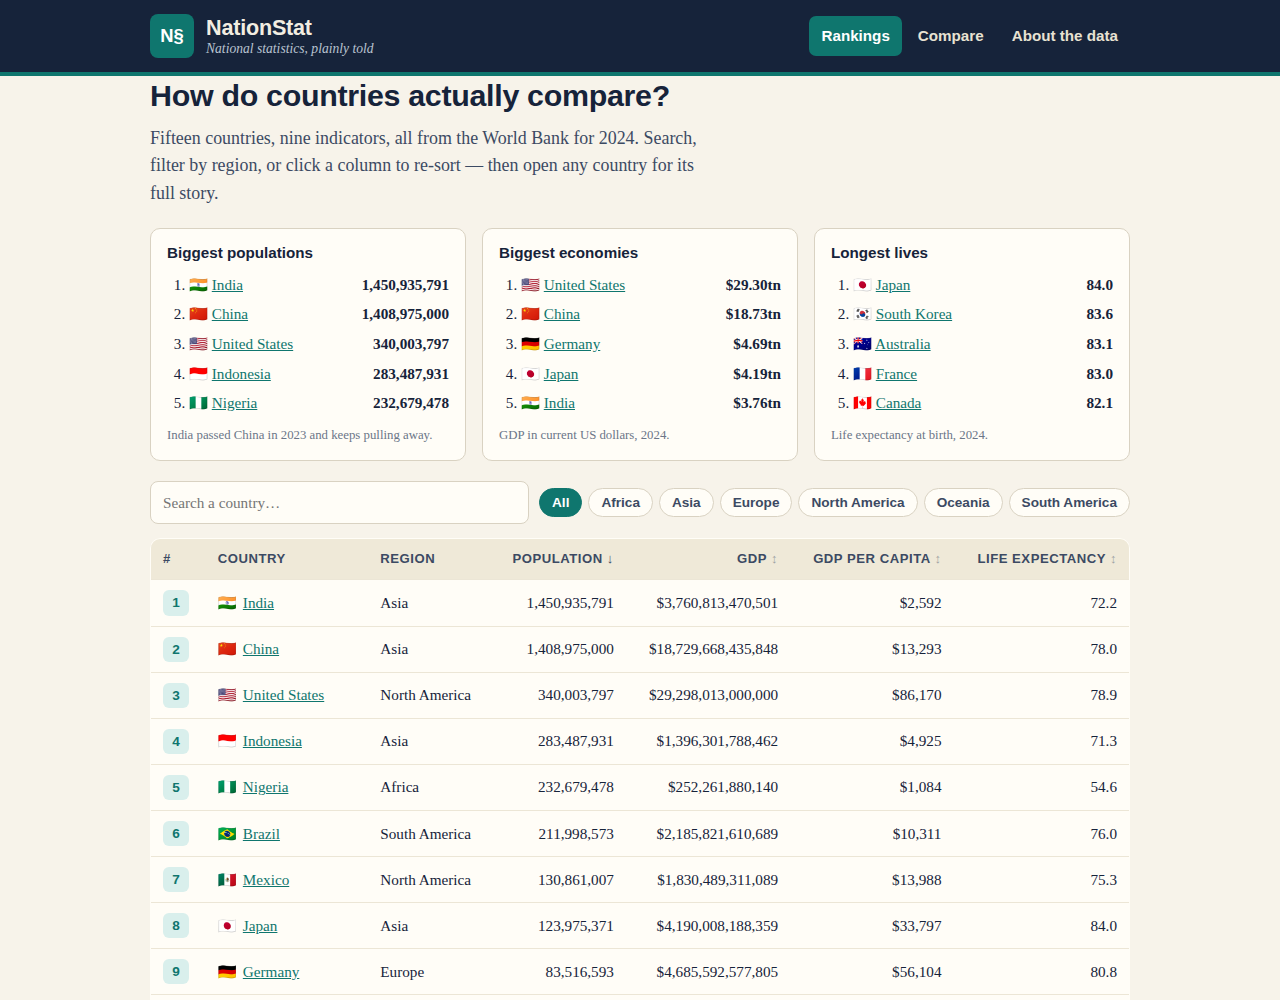 N§
NationStat
National statistics, plainly told
Rankings
Compare
About the data
How do countries actually compare?
Fifteen countries, nine indicators, all from the World Bank for 2024. Search,
filter by region, or click a column to re-sort — then open any country for its
full story.
Biggest populations
1. India 1,450,935,791
2. China 1,408,975,000
3. United States 340,003,797
4. Indonesia 283,487,931
5. Nigeria 232,679,478
India passed China in 2023 and keeps pulling away.
Biggest economies
1. United States $29.30tn
2. China $18.73tn
3. Germany $4.69tn
4. Japan $4.19tn
5. India $3.76tn
GDP in current US dollars, 2024.
Longest lives
1. Japan 84.0
2. South Korea 83.6
3. Australia 83.1
4. France 83.0
5. Canada 82.1
Life expectancy at birth, 2024.
Search a country…
All Africa Asia Europe North America Oceania South America
# COUNTRY REGION POPULATION ↓ GDP ↕ GDP PER CAPITA ↕ LIFE EXPECTANCY ↕
1 India Asia 1,450,935,791 $3,760,813,470,501 $2,592 72.2
2 China Asia 1,408,975,000 $18,729,668,435,848 $13,293 78.0
3 United States North America 340,003,797 $29,298,013,000,000 $86,170 78.9
4 Indonesia Asia 283,487,931 $1,396,301,788,462 $4,925 71.3
5 Nigeria Africa 232,679,478 $252,261,880,140 $1,084 54.6
6 Brazil South America 211,998,573 $2,185,821,610,689 $10,311 76.0
7 Mexico North America 130,861,007 $1,830,489,311,089 $13,988 75.3
8 Japan Asia 123,975,371 $4,190,008,188,359 $33,797 84.0
9 Germany Europe 83,516,593 $4,685,592,577,805 $56,104 80.8